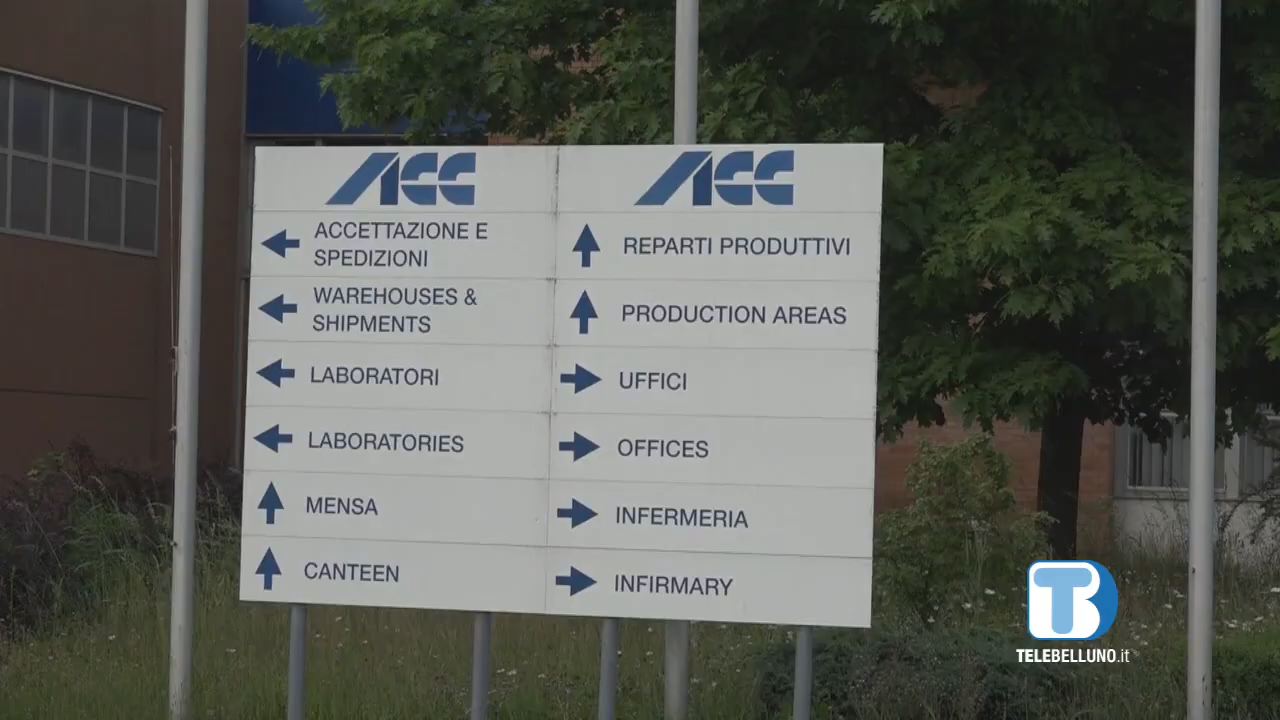 ACC
ACCETTAZIONE E
SPEDIZIONI
WAREHOUSES &
SHIPMENTS
LABORATORI
LABORATORIES
MENSA
CANTEEN
ACC
REPARTI PRODUTTIVI
PRODUCTION AREAS
UFFICI
OFFICES
INFERMERIA
INFIRMARY
TB
TELEBELLUNO.it